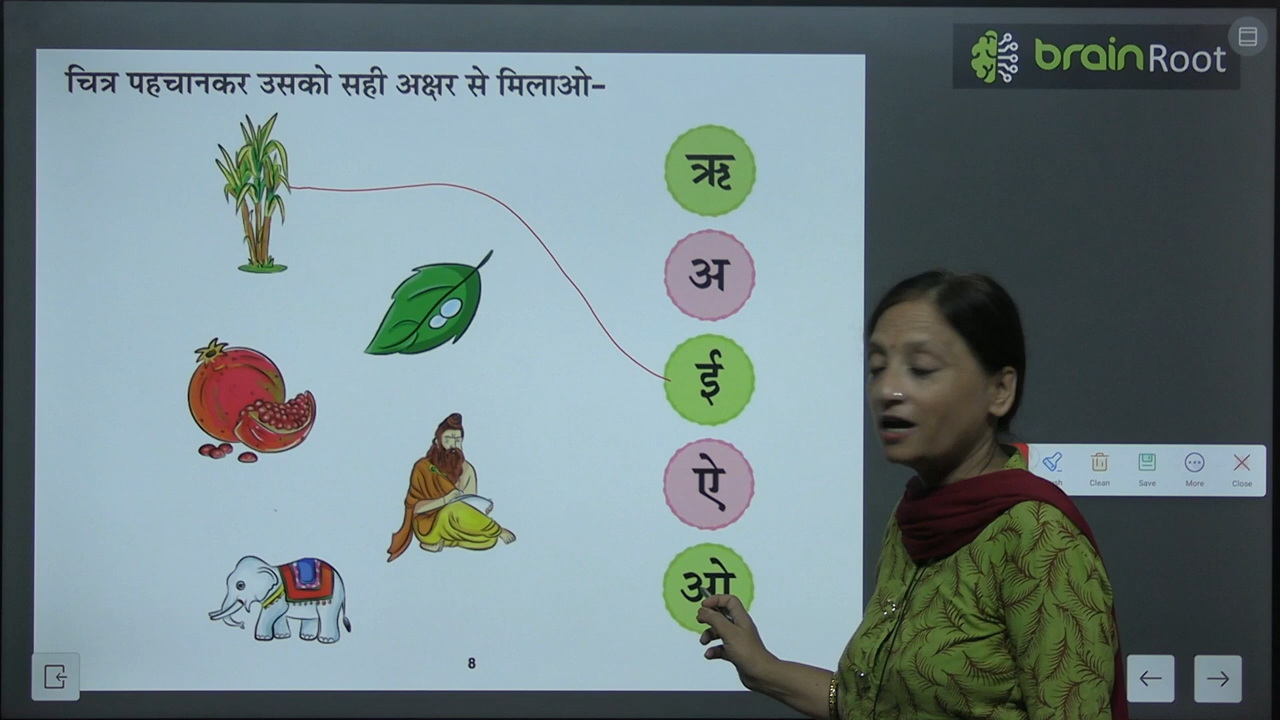 brainRoot
चित्र पहचानकर उसको सही अक्षर से मिलाओ-
ऋ
अ
ई
ऐ
ओ
Clean
Save
More
Close
8